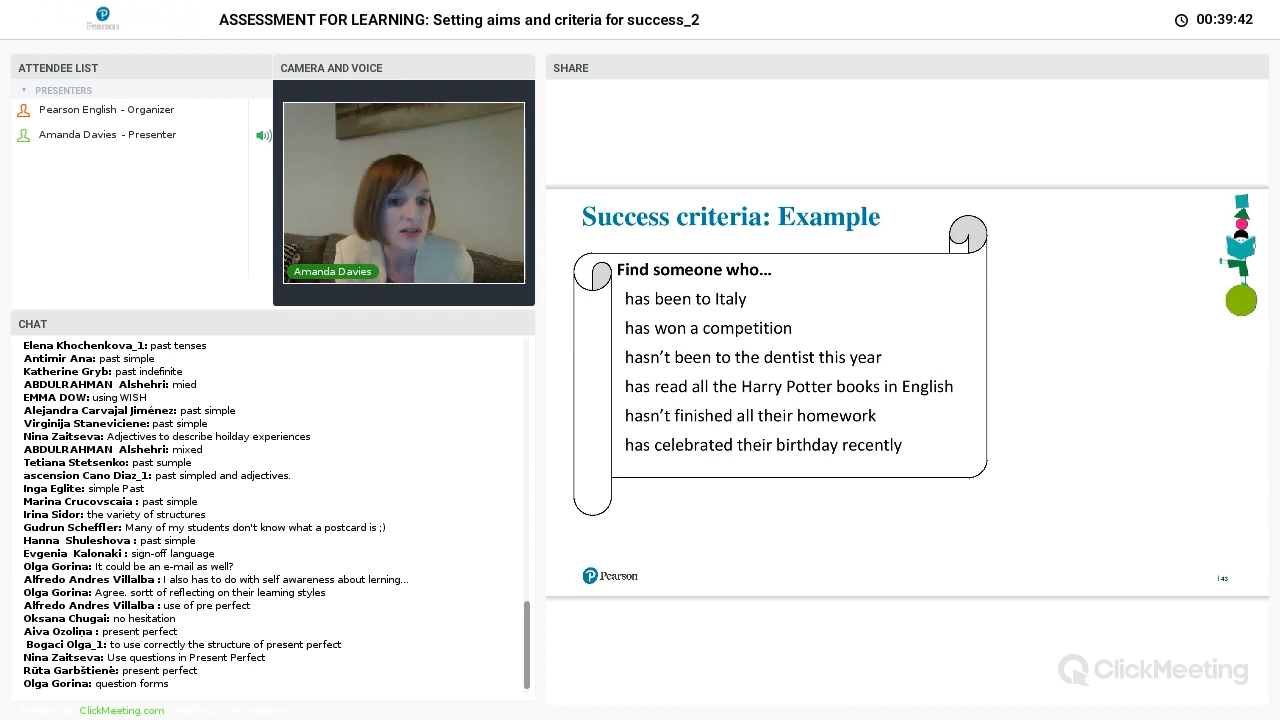 Pearson
ASSESSMENT FOR LEARNING: Setting aims and criteria for success_2
00:39:42
ATTENDEE LIST
PRESENTERS
Pearson English - Organizer
Amanda Davies - Presenter
CAMERA AND VOICE
Amanda Davies
CHAT
Elena Khochenkova_1: past tenses
Antimir Ana: past simple
Katherine Gryb: past indefinite
ABDULRAHMAN Alshehri: mied
EMMA DOW: using WISH
Alejandra Carvajal Jiménez: past simple
Virginija Staneviciene: past simple
Nina Zaitseva: Adjectives to describe hoilday experiences
ABDULRAHMAN Alshehri: mixed
Tetiana Stetsenko: past sumple
ascension Cano Diaz_1: past simpled and adjectives.
Inga Eglite: simple Past
Marina Crucovscaia : past simple
Irina Sidor: the variety of structures
Gudrun Scheffler: Many of my students don't know what a postcard is ;)
Hanna Shuleshova : past simple
Evgenia Kalonaki : sign-off language
Olga Gorina: It could be an e-mail as well?
Alfredo Andres Villalba : I also has to do with self awareness about lerning...
Olga Gorina: Agree. sortt of reflecting on their learning styles
Alfredo Andres Villalba : use of pre perfect
Oksana Chugai: no hesitation
Aiva Ozoliņa : present perfect
Bogaci Olga_1: to use correctly the structure of present perfect
Nina Zaitseva: Use questions in Present Perfect
Rūta Garbštienė: present perfect
Olga Gorina: question forms
ClickMeeting.com
SHARE
Success criteria: Example
Find someone who...
has been to Italy
has won a competition
hasn't been to the dentist this year
has read all the Harry Potter books in English
hasn't finished all their homework
has celebrated their birthday recently
Pearson
43
ClickMeeting